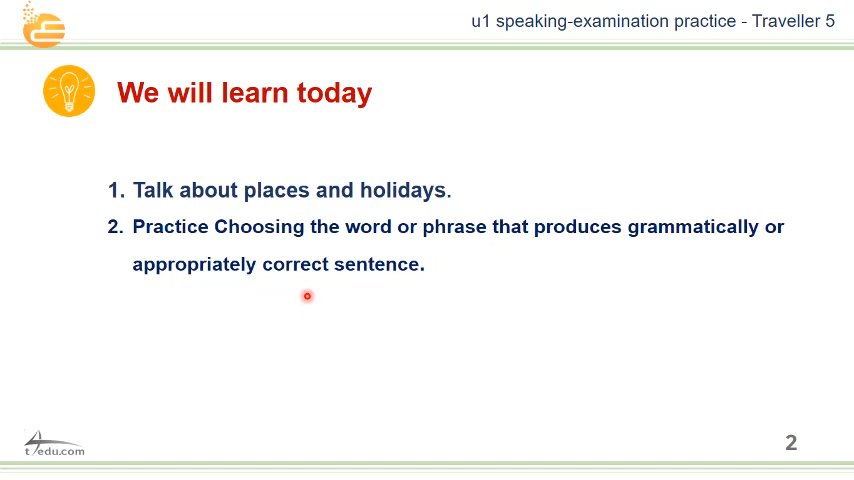 u1 speaking-examination practice - Traveller 5
We will learn today
1. Talk about places and holidays.
2. Practice Choosing the word or phrase that produces grammatically or
appropriately correct sentence.
t4edu.com
2